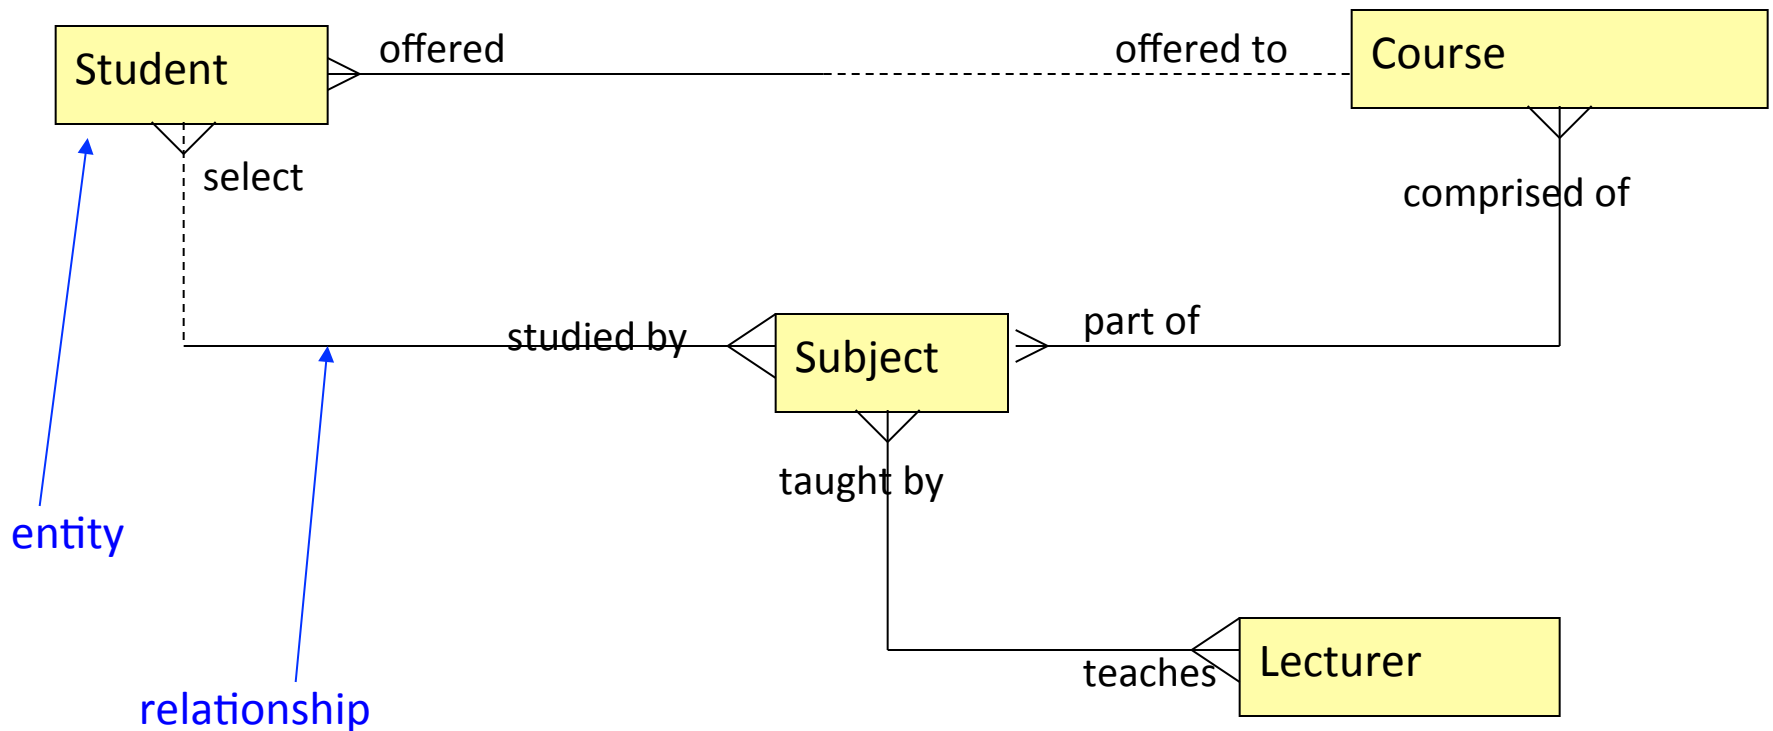 Student
offered
offered to
Course
select
comprised of
studied by
Subject
part of
taught by
entity
teaches
Lecturer
relationship